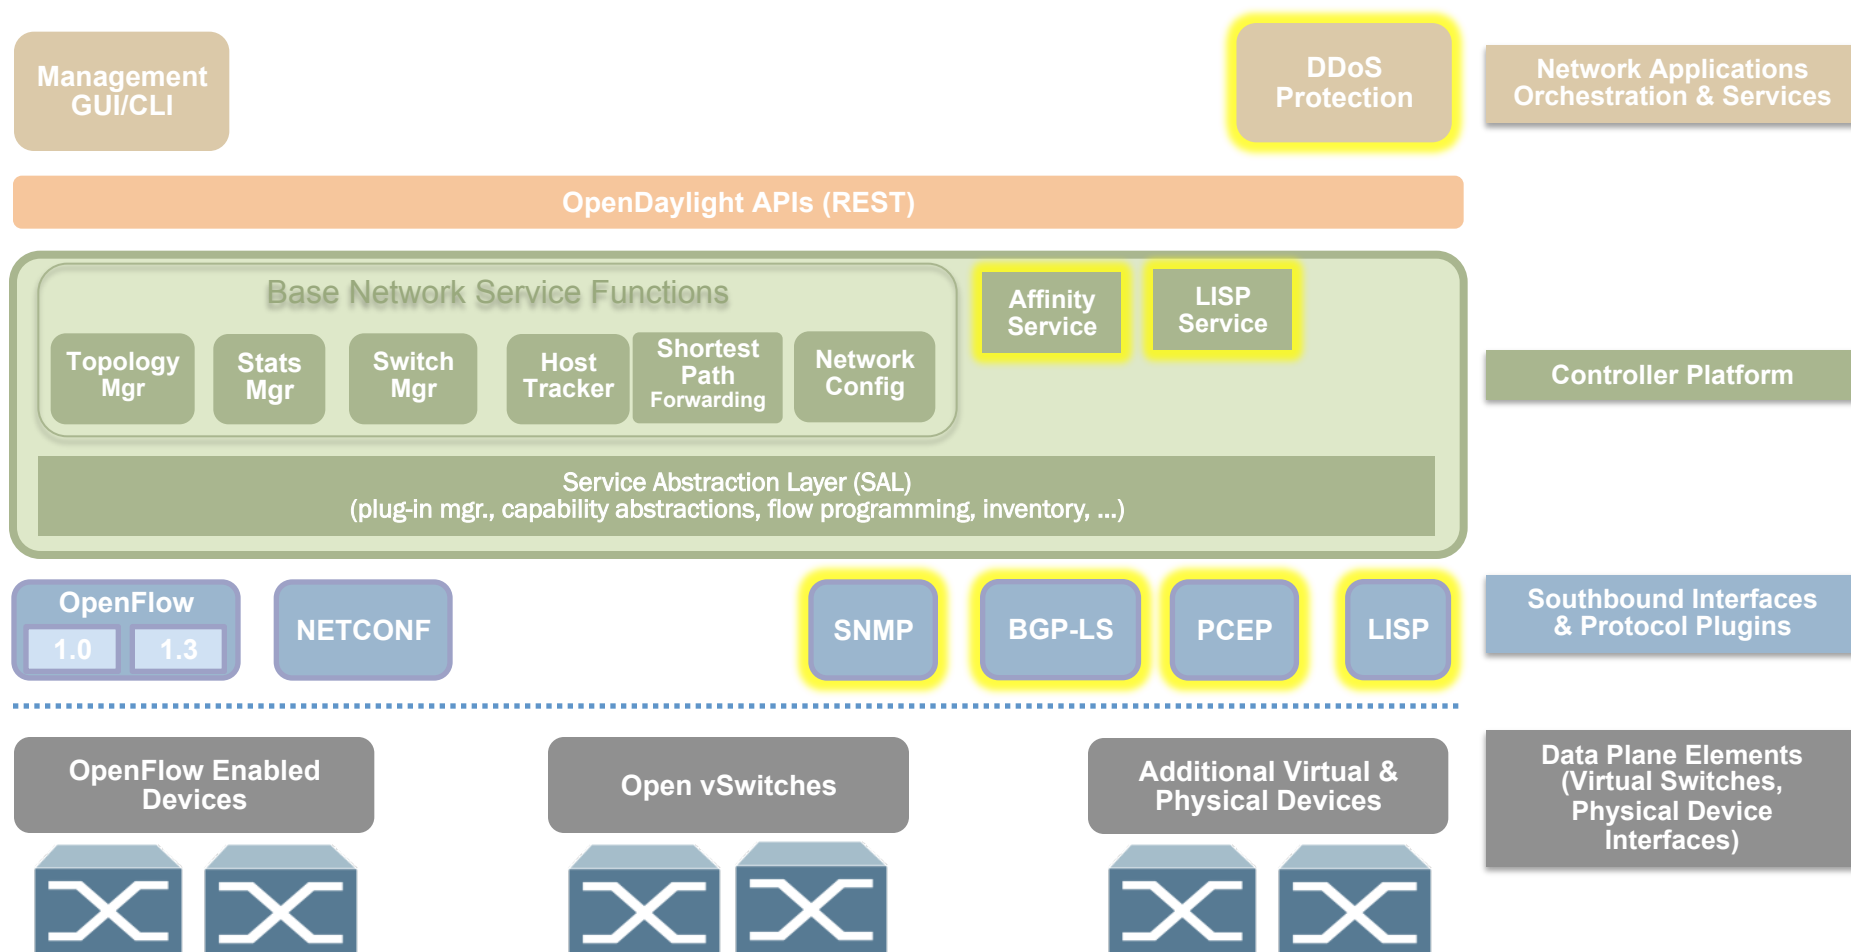 Management
GUI/CLI
DDoS
Protection
Network Applications
Orchestration & Services
OpenDaylight APIs (REST)
Base Network Service Functions
Topology
Mgr
Stats
Mgr
Switch
Mgr
Host
Tracker
Shortest
Path
Forwarding
Network
Config
Affinity
Service
LISP
Service
Controller Platform
Service Abstraction Layer (SAL)
(plug-in mgr., capability abstractions, flow programming, inventory, ...)
OpenFlow
1.0
1.3
NETCONF
SNMP
BGP-LS
PCEP
LISP
Southbound Interfaces
& Protocol Plugins
OpenFlow Enabled
Devices
Open vSwitches
Additional Virtual &
Physical Devices
Data Plane Elements
(Virtual Switches,
Physical Device
Interfaces)